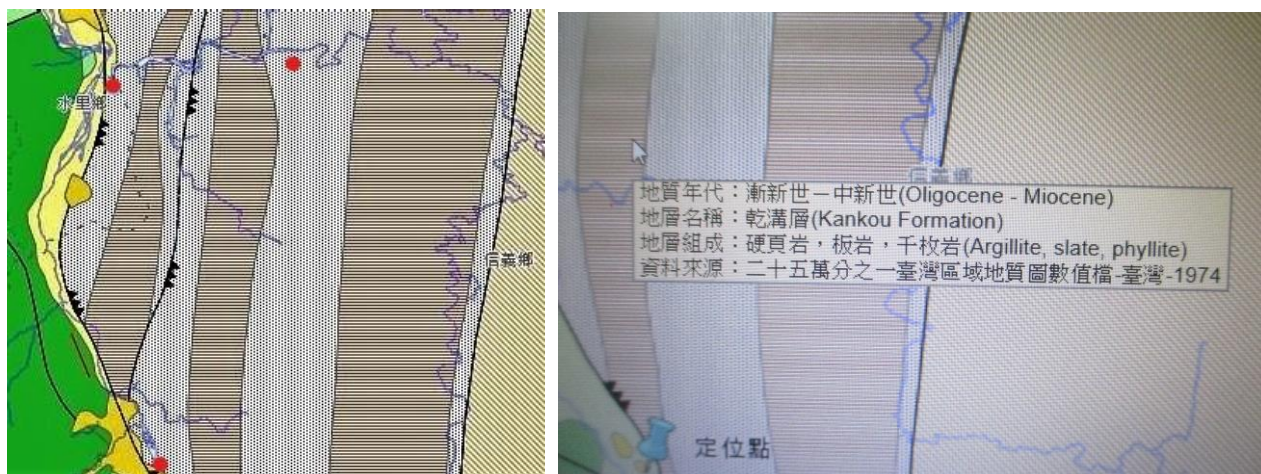 水里鄉
信義鄉
信義鄉
地質年代：漸新世－中新世(Oligocene - Miocene)
地層名稱：乾溝層(Kankou Formation)
地層組成：硬頁岩，板岩，千枚岩(Argillite, slate, phyllite)
資料來源：二十五萬分之一臺灣區域地質圖數值檔-臺灣-1974
定位點